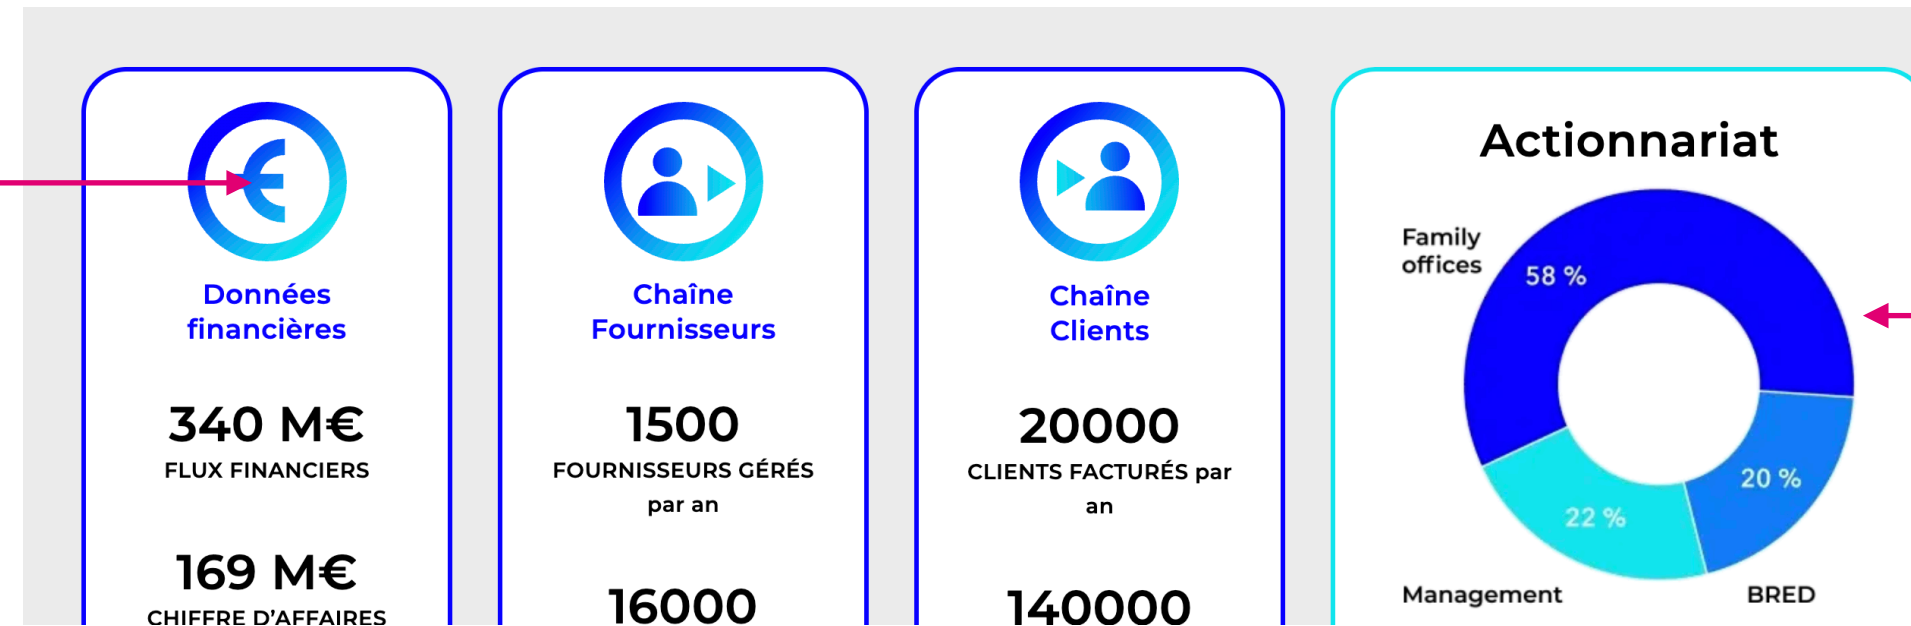 Données
financières
340 M€
FLUX FINANCIERS
169 M€
CHIFFRE D'AFFAIRES
Chaîne
Fournisseurs
1500
FOURNISSEURS GÉRÉS
par an
16000
Chaîne
Clients
20000
CLIENTS FACTURÉS par
an
140000
Actionnariat
Family
offices
58 %
20 %
22 %
Management
BRED